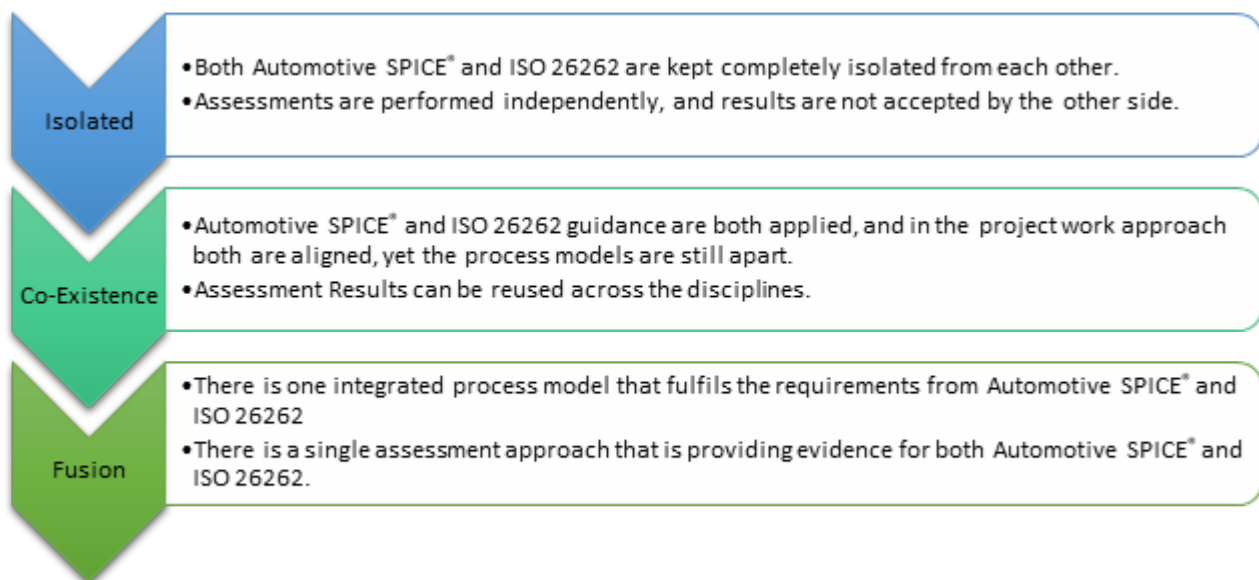 Isolated
•Both Automotive SPICE® and ISO 26262 are kept completely isolated from each other.
•Assessments are performed independently, and results are not accepted by the other side.
Co-Existence
•Automotive SPICE® and ISO 26262 guidance are both applied, and in the project work approach
both are aligned, yet the process models are still apart.
•Assessment Results can be reused across the disciplines.
Fusion
•There is one integrated process model that fulfils the requirements from Automotive SPICE® and
ISO 26262
•There is a single assessment approach that is providing evidence for both Automotive SPICE® and
ISO 26262.